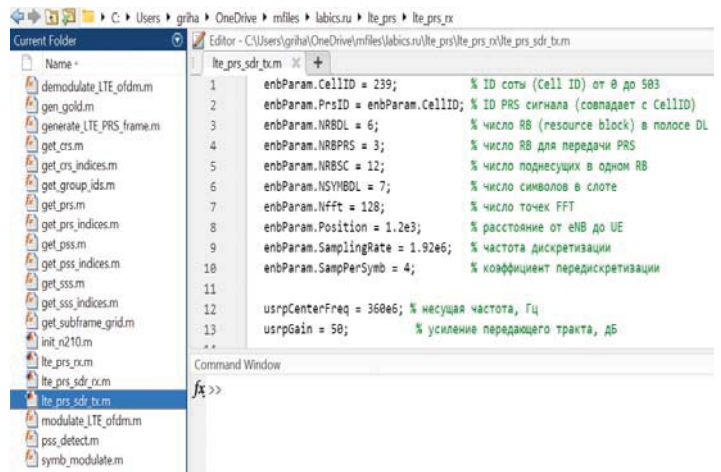 C: ▸ Users ▸ griha ▸ OneDrive ▸ mfiles ▸ labics.ru ▸ lte_prs ▸ lte_prs_rx
Current Folder
Name
demodulate_LTE_ofdm.m
gen_gold.m
generate_LTE_PRS_frame.m
get_crs.m
get_crs_indices.m
get_group_ids.m
get_prs.m
get_prs_indices.m
get_pss.m
get_pss_indices.m
get_sss.m
get_sss_indices.m
get_subframe_grid.m
init_n210.m
lte_prs_rx.m
lte_prs_sdr_rx.m
lte_prs_sdr_tx.m
modulate_LTE_ofdm.m
pss_detect.m
symb_modulate.m
Editor - C:\Users\griha\OneDrive\mfiles\labics.ru\lte_prs\lte_prs_rx\lte_prs_sdr_tx.m
lte_prs_sdr_tx.m
1 enbParam.CellID = 239; % ID соты (Cell ID) от 0 до 503
2 enbParam.PrsID = enbParam.CellID; % ID PRS сигнала (совпадает с CellID)
3 enbParam.NRBDL = 6; % число RB (resource block) в полосе DL
4 enbParam.NRBPRS = 3; % число RB для передачи PRS
5 enbParam.NRBSC = 12; % число поднесущих в одном RB
6 enbParam.NSYMBDL = 7; % число символов в слоте
7 enbParam.Nfft = 128; % число точек FFT
8 enbParam.Position = 1.2e3; % расстояние от eNB до UE
9 enbParam.SamplingRate = 1.92e6; % частота дискретизации
10 enbParam.SampPerSymb = 4; % коэффициент передискретизации
11
12 usrpCenterFreq = 360e6; % несущая частота, Гц
13 usrpGain = 50; % усиление передающего тракта, дБ
Command Window
fx >>